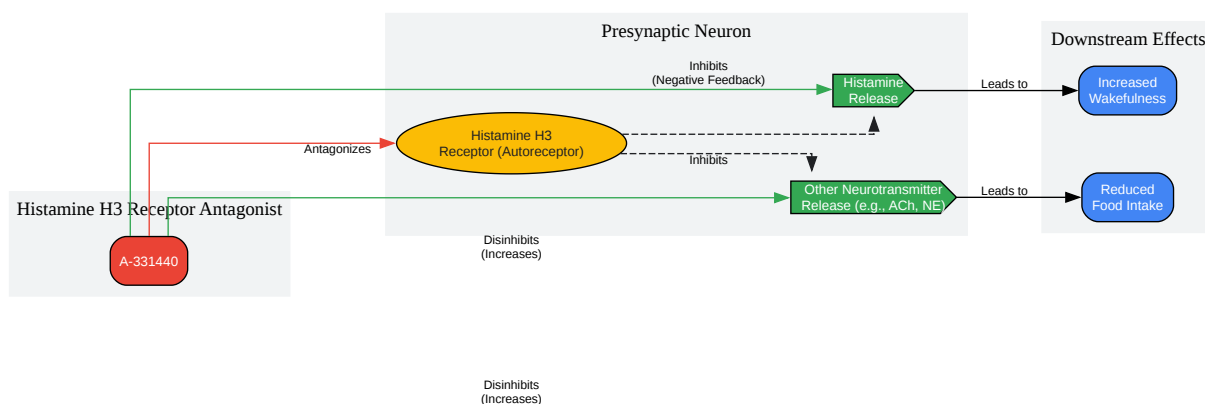 Presynaptic Neuron
Downstream Effects
Inhibits
(Negative Feedback)
Histamine
Release
Leads to
Increased
Wakefulness
Histamine H3
Receptor (Autoreceptor)
Antagonizes
Inhibits
Other Neurotransmitter
Release (e.g., ACh, NE)
Leads to
Reduced
Food Intake
Histamine H3 Receptor Antagonist
A-331440
Disinhibits
(Increases)
Disinhibits
(Increases)